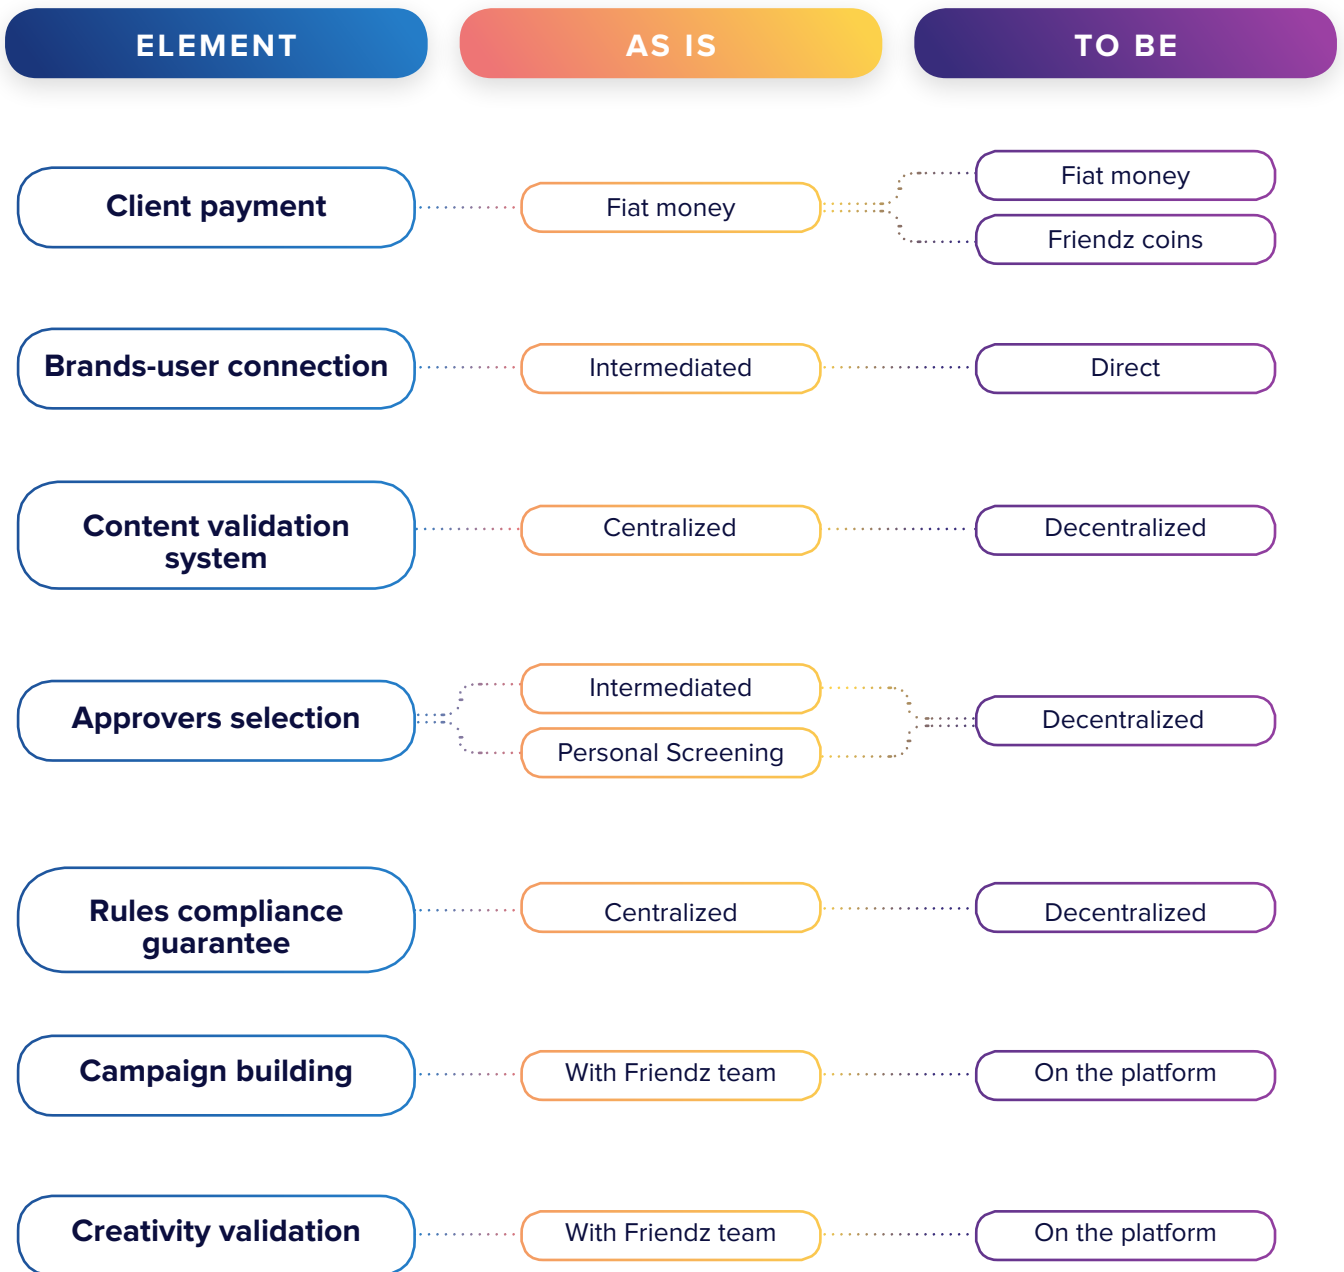 ELEMENT AS IS TO BE
Client payment Fiat money Fiat money
Friendz coins
Brands-user connection Intermediated Direct
Content validation
system Centralized Decentralized
Approvers selection Intermediated
Personal Screening Decentralized
Rules compliance
guarantee Centralized Decentralized
Campaign building With Friendz team On the platform
Creativity validation With Friendz team On the platform